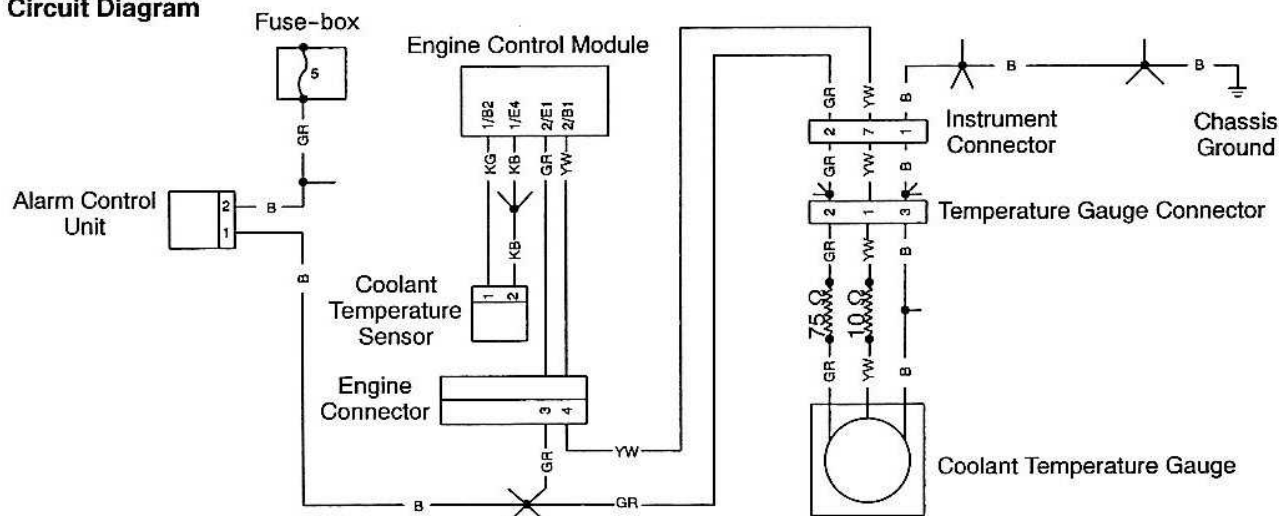 Circuit Diagram
Fuse-box
5
GR
Engine Control Module
1/B2
1/E4
2/E1
2/B1
KG
KB
GR
YW
KB
Alarm Control
Unit
2
1
B
B
Coolant
Temperature
Sensor
1
2
Engine
Connector
3
4
GR
YW
B
GR
GR
YW
B
B
B
2
7
1
Instrument
Connector
Chassis
Ground
GR
YW
B
2
1
3
Temperature Gauge Connector
GR
YW
B
75 Ω
10 Ω
GR
YW
B
Coolant Temperature Gauge